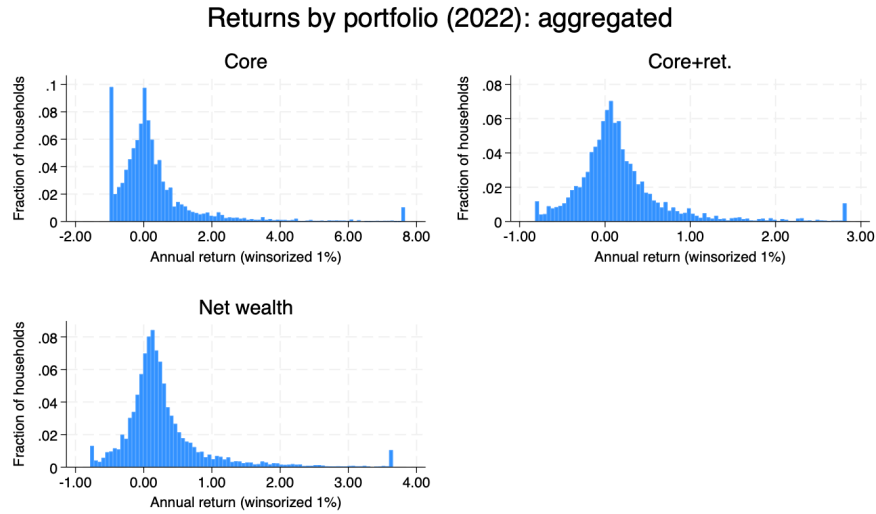 Returns by portfolio (2022): aggregated
Core
Fraction of households
.1
.08
.06
.04
.02
0
-2.00 0.00 2.00 4.00 6.00 8.00
Annual return (winsorized 1%)
Core+ret.
Fraction of households
.08
.06
.04
.02
0
-1.00 0.00 1.00 2.00 3.00
Annual return (winsorized 1%)
Net wealth
Fraction of households
.08
.06
.04
.02
0
-1.00 0.00 1.00 2.00 3.00 4.00
Annual return (winsorized 1%)